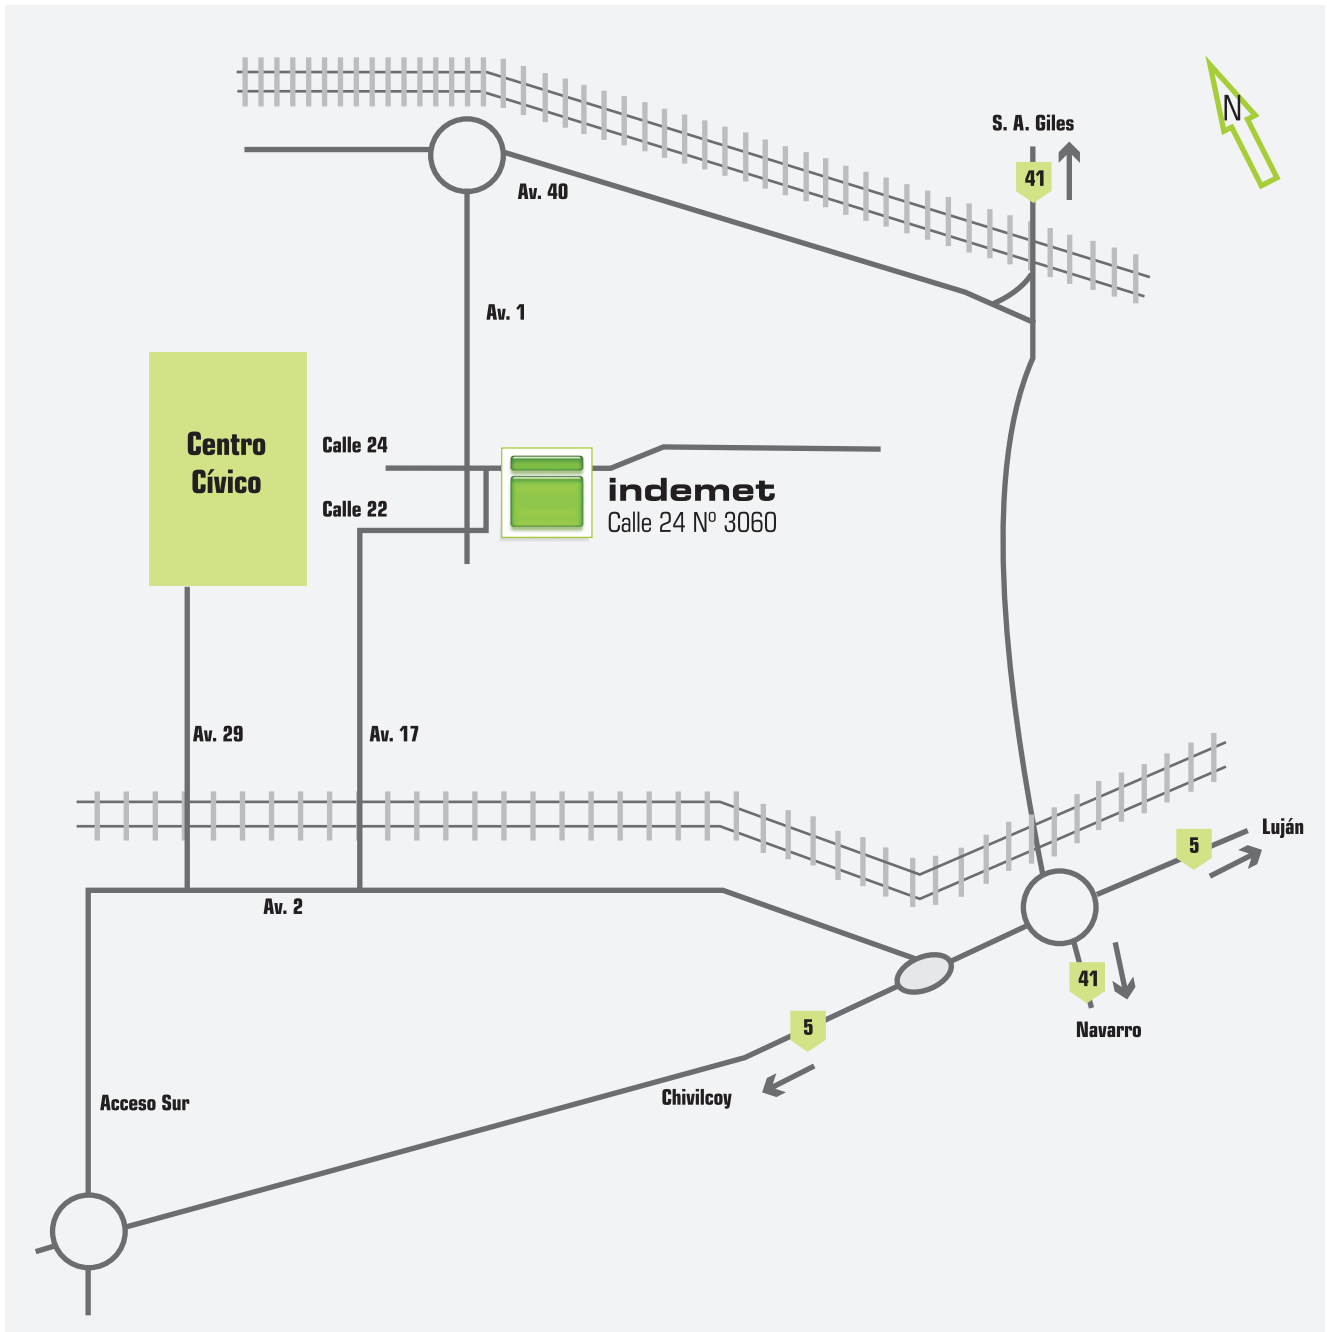 N
S. A. Giles
41
Av. 40
Av. 1
Centro
Cívico
Calle 24
indemet
Calle 24 Nº 3060
Calle 22
Av. 29
Av. 17
Luján
5
Av. 2
41
Navarro
5
Chivilcoy
Acceso Sur